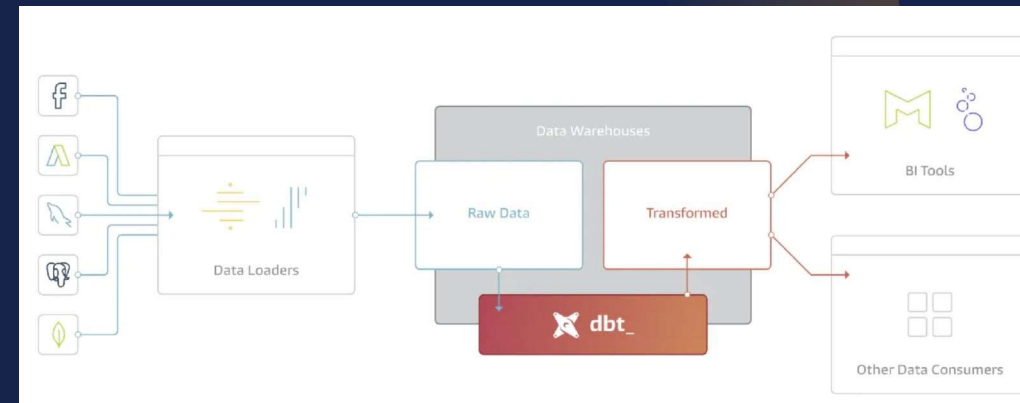 Data Loaders
Data Warehouses
Raw Data
Transformed
dbt_
BI Tools
Other Data Consumers